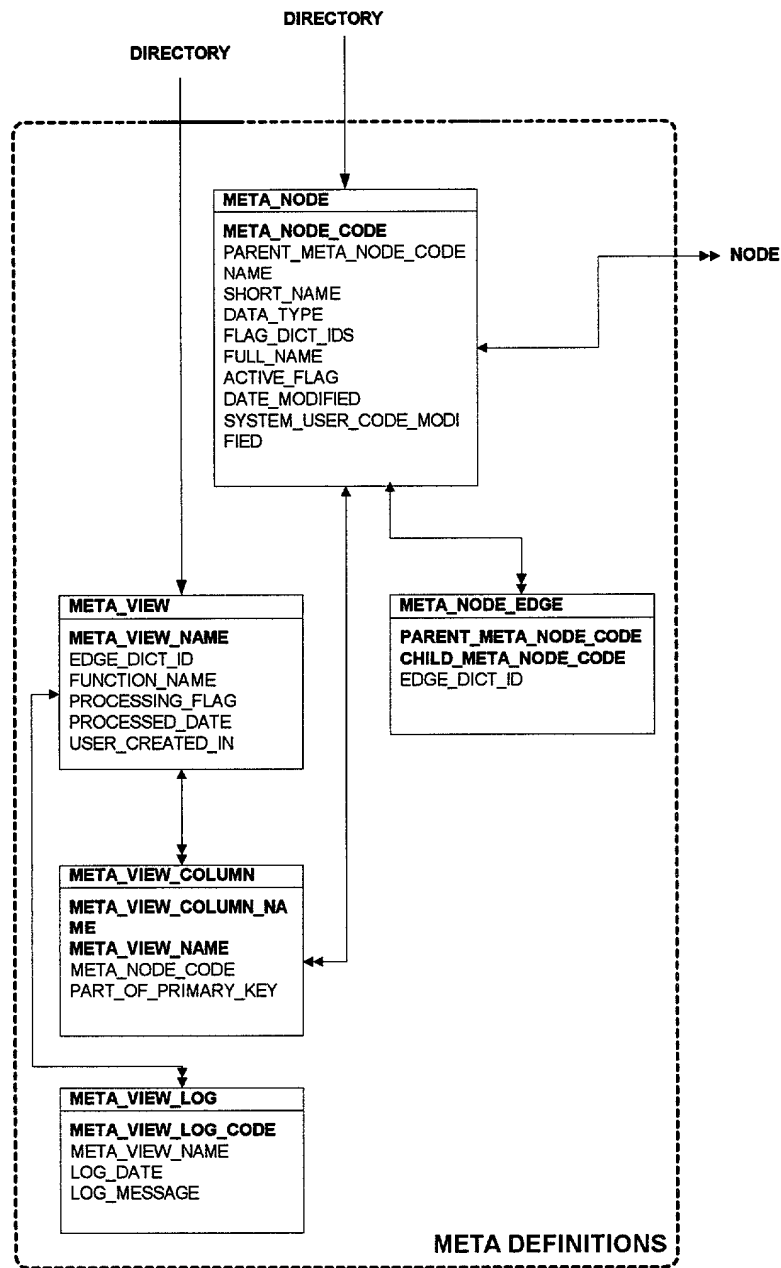 DIRECTORY
DIRECTORY
META_NODE
META_NODE_CODE
PARENT_META_NODE_CODE
NAME
SHORT_NAME
DATA_TYPE
FLAG_DICT_IDS
FULL_NAME
ACTIVE_FLAG
DATE_MODIFIED
SYSTEM_USER_CODE_MODI
FIED
NODE
META_VIEW
META_VIEW_NAME
EDGE_DICT_ID
FUNCTION_NAME
PROCESSING_FLAG
PROCESSED_DATE
USER_CREATED_IN
META_NODE_EDGE
PARENT_META_NODE_CODE
CHILD_META_NODE_CODE
EDGE_DICT_ID
META_VIEW_COLUMN
META_VIEW_COLUMN_NA
ME
META_VIEW_NAME
META_NODE_CODE
PART_OF_PRIMARY_KEY
META_VIEW_LOG
META_VIEW_LOG_CODE
META_VIEW_NAME
LOG_DATE
LOG_MESSAGE
META DEFINITIONS